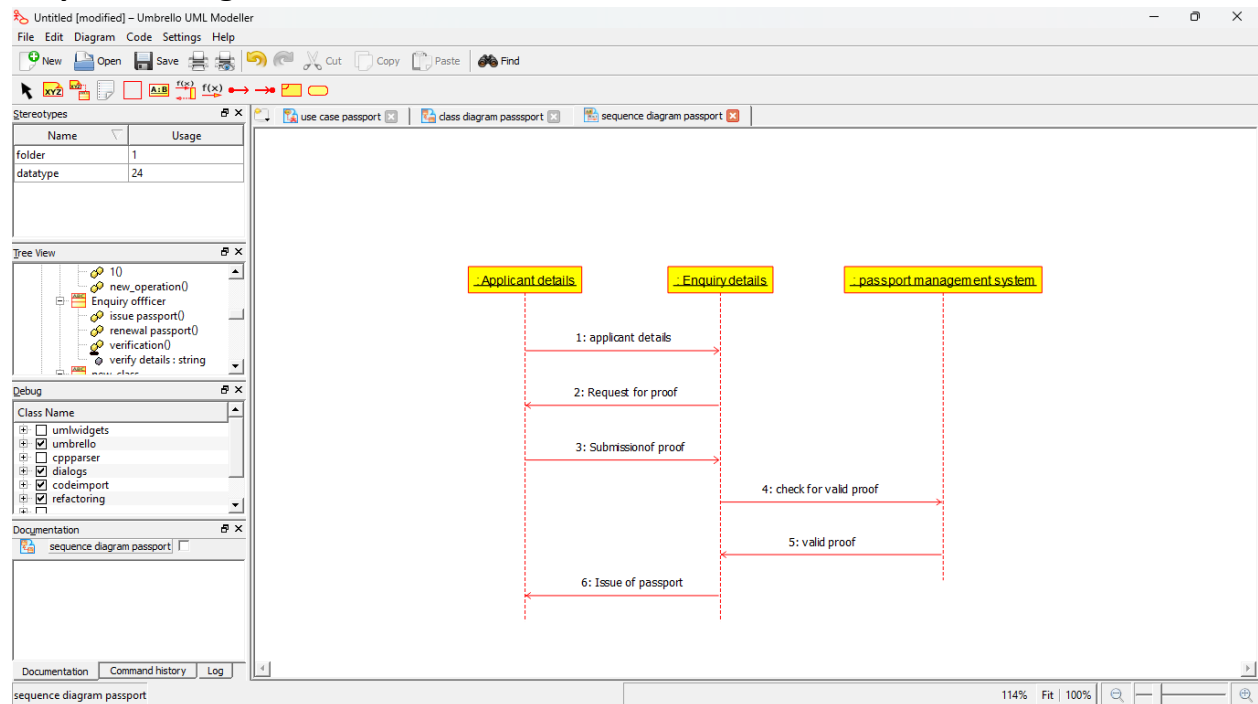 Untitled [modified] – Umbrello UML Modeller
File Edit Diagram Code Settings Help
New Open Save Cut Copy Paste Find
XYZ A:B f(x) f(x)
Stereotypes
use case passport class diagram passsport sequence diagram passport
Name Usage
folder 1
datatype 24
Tree View
1()
new_operation()
Enquiry offficer
issue passport()
renewal passport()
verification()
verify details : string
new_class
Debug
Class Name
umlwidgets
umbrello
cppparser
dialogs
codeimport
refactoring
Documentation
sequence diagram passport
Documentation Command history Log
: Applicant details : Enquiry details : passport management system
1: applicant details
2: Request for proof
3: Submissionof proof
4: check for valid proof
5: valid proof
6: Issue of passport
sequence diagram passport
114% Fit 100%